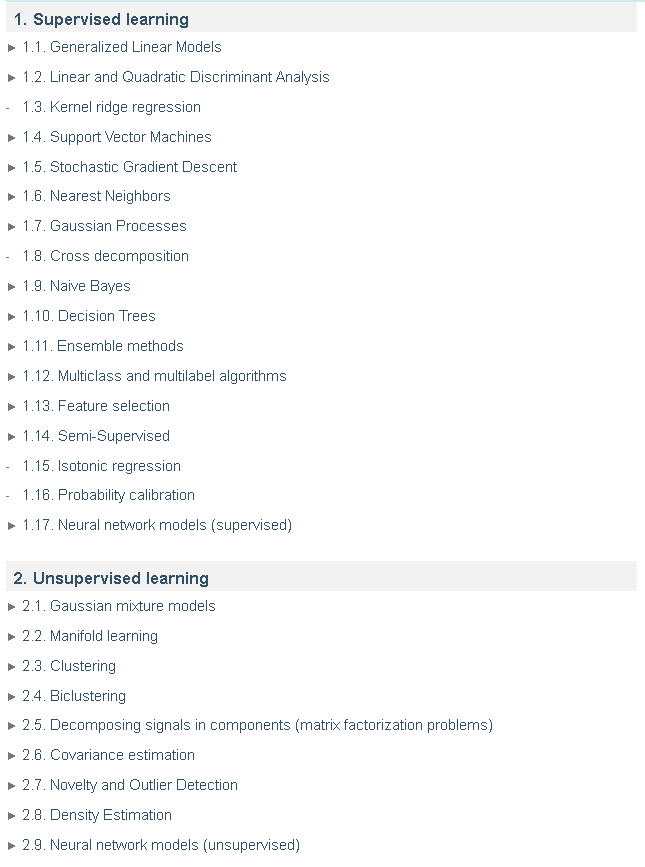 1. Supervised learning
1.1. Generalized Linear Models
1.2. Linear and Quadratic Discriminant Analysis
- 1.3. Kernel ridge regression
1.4. Support Vector Machines
1.5. Stochastic Gradient Descent
1.6. Nearest Neighbors
1.7. Gaussian Processes
- 1.8. Cross decomposition
1.9. Naive Bayes
1.10. Decision Trees
1.11. Ensemble methods
1.12. Multiclass and multilabel algorithms
1.13. Feature selection
1.14. Semi-Supervised
- 1.15. Isotonic regression
- 1.16. Probability calibration
1.17. Neural network models (supervised)
2. Unsupervised learning
2.1. Gaussian mixture models
2.2. Manifold learning
2.3. Clustering
2.4. Biclustering
2.5. Decomposing signals in components (matrix factorization problems)
2.6. Covariance estimation
2.7. Novelty and Outlier Detection
2.8. Density Estimation
2.9. Neural network models (unsupervised)